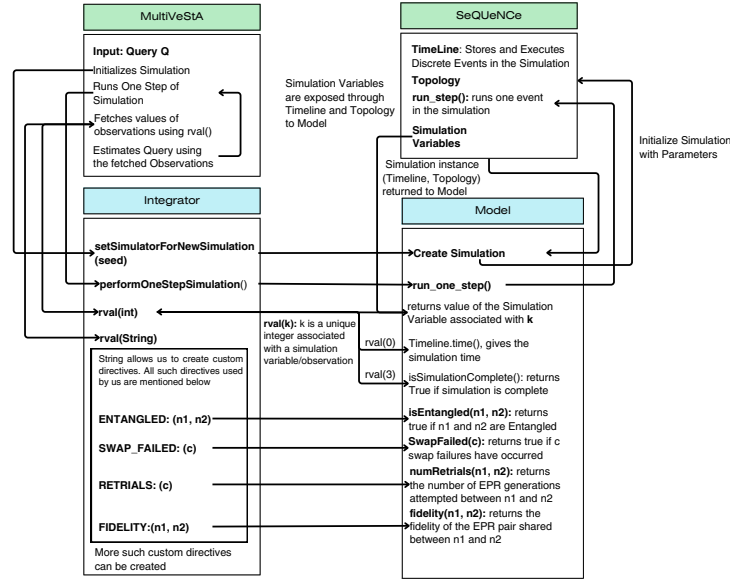 MultiVeStA
Input: Query Q
Initializes Simulation
Runs One Step of
Simulation
Fetches values of
observations using rval()
Estimates Query using
the fetched Observations
SeQUeNCe
TimeLine: Stores and Executes
Discrete Events in the Simulation
Topology
run_step(): runs one event
in the simulation
Simulation
Variables
Simulation Variables
are exposed through
Timeline and Topology
to Model
Initialize Simulation
with Parameters
Simulation instance
(Timeline, Topology)
returned to Model
Integrator
setSimulatorForNewSimulation
(seed)
performOneStepSimulation()
rval(int)
rval(String)
String allows us to create custom
directives. All such directives used
by us are mentioned below
ENTANGLED: (n1, n2)
SWAP_FAILED: (c)
RETRIALS: (c)
FIDELITY:(n1, n2)
More such custom directives
can be created
rval(k): k is a unique
integer associated
with a simulation
variable/observation
rval(0)
rval(3)
Model
Create Simulation
run_one_step()
returns value of the Simulation
Variable associated with k
Timeline.time(), gives the
simulation time
isSimulationComplete(): returns
True if simulation is complete
isEntangled(n1, n2): returns
true if n1 and n2 are Entangled
SwapFailed(c): returns true if c
swap failures have occurred
numRetrials(n1, n2): returns
the number of EPR generations
attempted between n1 and n2
fidelity(n1, n2): returns the
fidelity of the EPR pair shared
between n1 and n2